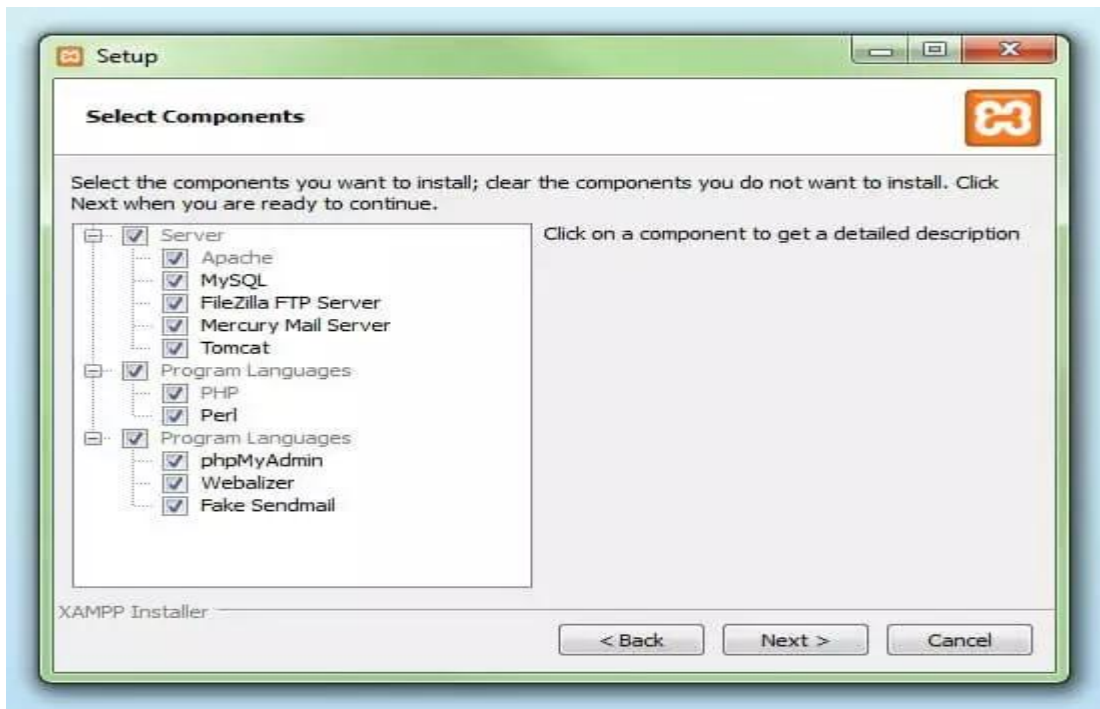 Setup
Select Components
Select the components you want to install; clear the components you do not want to install. Click
Next when you are ready to continue.
Server
Apache
MySQL
FileZilla FTP Server
Mercury Mail Server
Tomcat
Program Languages
PHP
Perl
Program Languages
phpMyAdmin
Webalizer
Fake Sendmail
Click on a component to get a detailed description
XAMPP Installer
< Back
Next >
Cancel